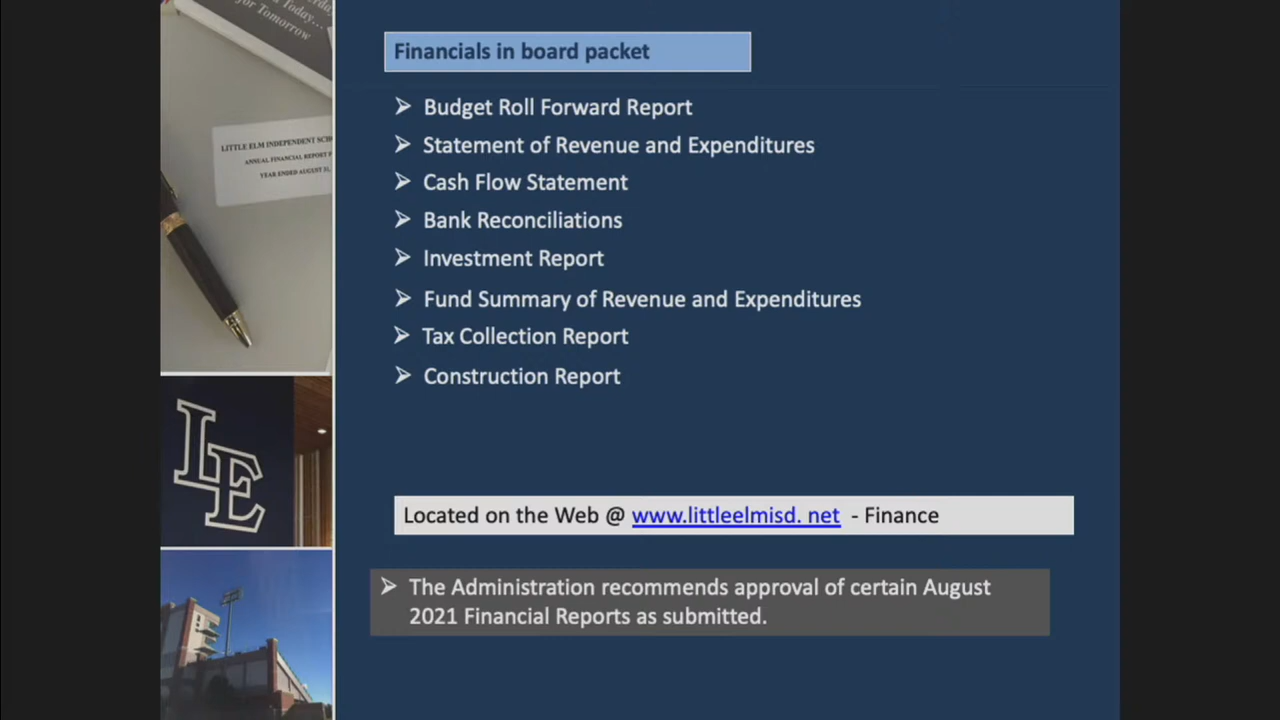 Today...
for Tomorrow
LITTLE ELM INDEPENDENT
ANNUAL FINANCIAL REPORT
YEAR ENDED AUGUST 31,
LE
Financials in board packet
➢ Budget Roll Forward Report
➢ Statement of Revenue and Expenditures
➢ Cash Flow Statement
➢ Bank Reconciliations
➢ Investment Report
➢ Fund Summary of Revenue and Expenditures
➢ Tax Collection Report
➢ Construction Report
Located on the Web @ www.littleelmisd. net - Finance
➢ The Administration recommends approval of certain August
2021 Financial Reports as submitted.